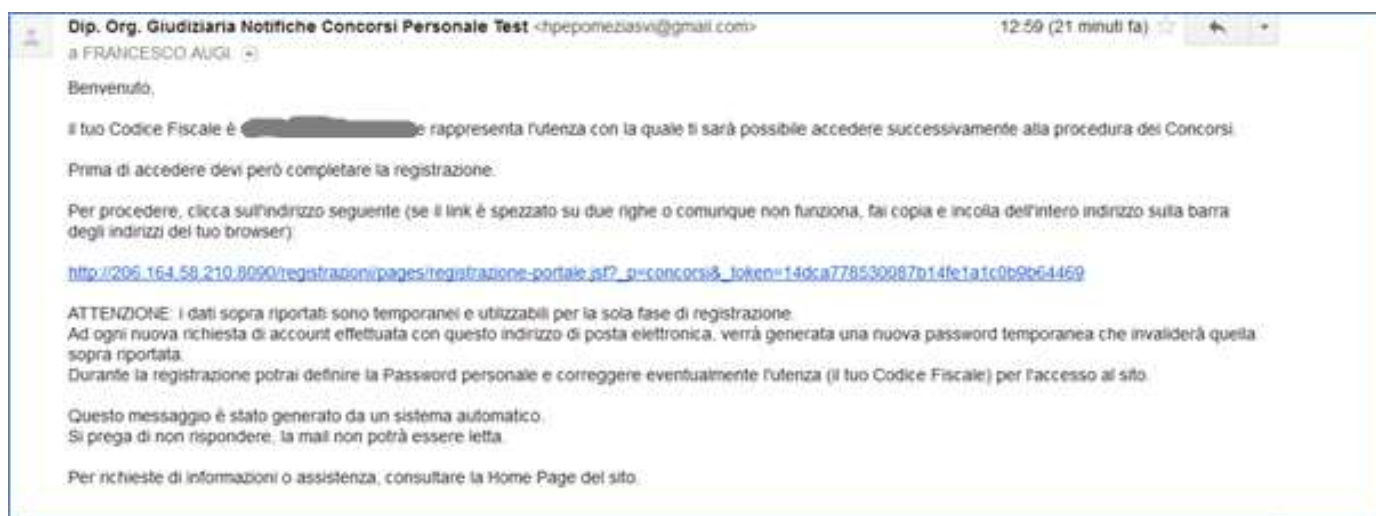 Dip. Org. Giudiziaria Notifiche Concorsi Personale Test <hpepomeziasvi@gmail.com> 12:59 (21 minuti fa)
a FRANCESCO AUGI.
Benvenuto,
Il tuo Codice Fiscale è e rappresenta l'utenza con la quale ti sarà possibile accedere successivamente alla procedura dei Concorsi.
Prima di accedere devi però completare la registrazione.
Per procedere, clicca sull'indirizzo seguente (se il link è spezzato su due righe o comunque non funziona, fai copia e incolla dell'intero indirizzo sulla barra
degli indirizzi del tuo browser):
http://206.164.58.210:8090/registrazioni/pages/registrazione-portale.jsf?_p=concorsi&_token=14dca778530087b14fe1a1c0b9b64469
ATTENZIONE: i dati sopra riportati sono temporanei e utilizzabili per la sola fase di registrazione.
Ad ogni nuova richiesta di account effettuata con questo indirizzo di posta elettronica, verrà generata una nuova password temporanea che invaliderà quella
sopra riportata.
Durante la registrazione potrai definire la Password personale e correggere eventualmente l'utenza (il tuo Codice Fiscale) per l'accesso al sito.
Questo messaggio è stato generato da un sistema automatico.
Si prega di non rispondere, la mail non potrà essere letta.
Per richieste di informazioni o assistenza, consultare la Home Page del sito.